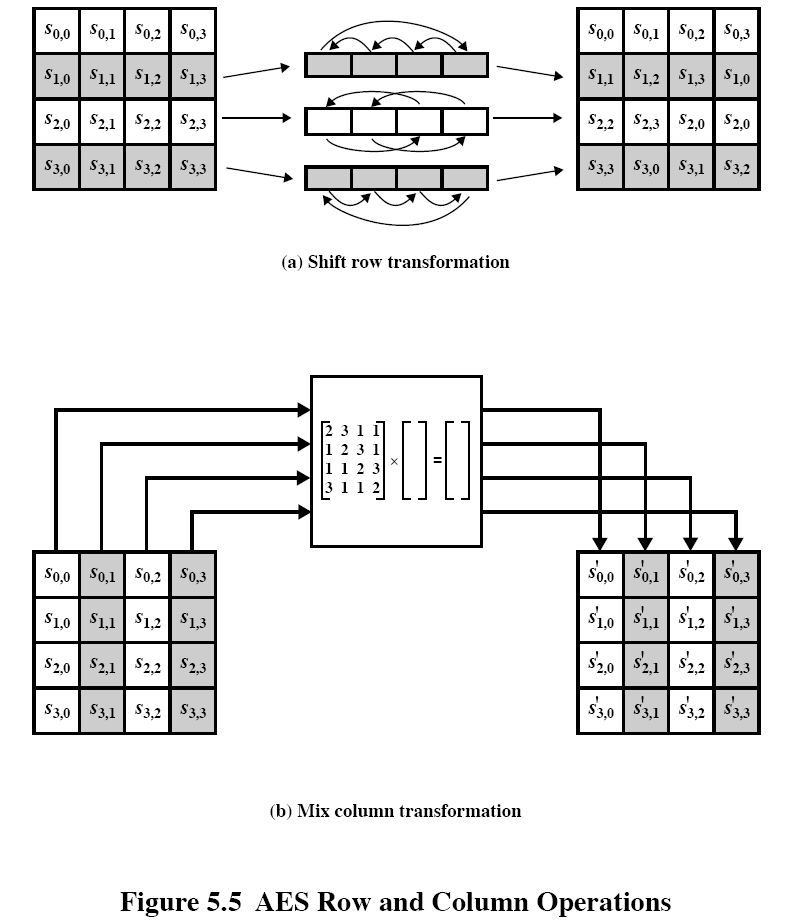 s0,0 s0,1 s0,2 s0,3
s1,0 s1,1 s1,2 s1,3
s2,0 s2,1 s2,2 s2,3
s3,0 s3,1 s3,2 s3,3
s0,0 s0,1 s0,2 s0,3
s1,1 s1,2 s1,3 s1,0
s2,2 s2,3 s2,0 s2,0
s3,3 s3,0 s3,1 s3,2
(a) Shift row transformation
2 3 1 1
1 2 3 1
1 1 2 3
3 1 1 2
× =
s0,0 s0,1 s0,2 s0,3
s1,0 s1,1 s1,2 s1,3
s2,0 s2,1 s2,2 s2,3
s3,0 s3,1 s3,2 s3,3
s'0,0 s'0,1 s'0,2 s'0,3
s'1,0 s'1,1 s'1,2 s'1,3
s'2,0 s'2,1 s'2,2 s'2,3
s'3,0 s'3,1 s'3,2 s'3,3
(b) Mix column transformation
Figure 5.5 AES Row and Column Operations